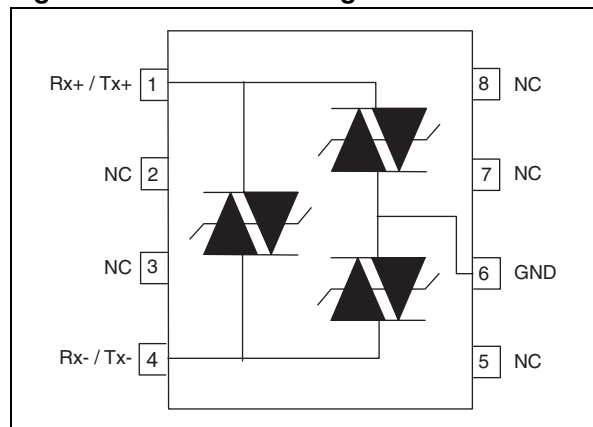 Rx+ / Tx+ 1
8 NC
NC 2
7 NC
NC 3
6 GND
Rx- / Tx- 4
5 NC